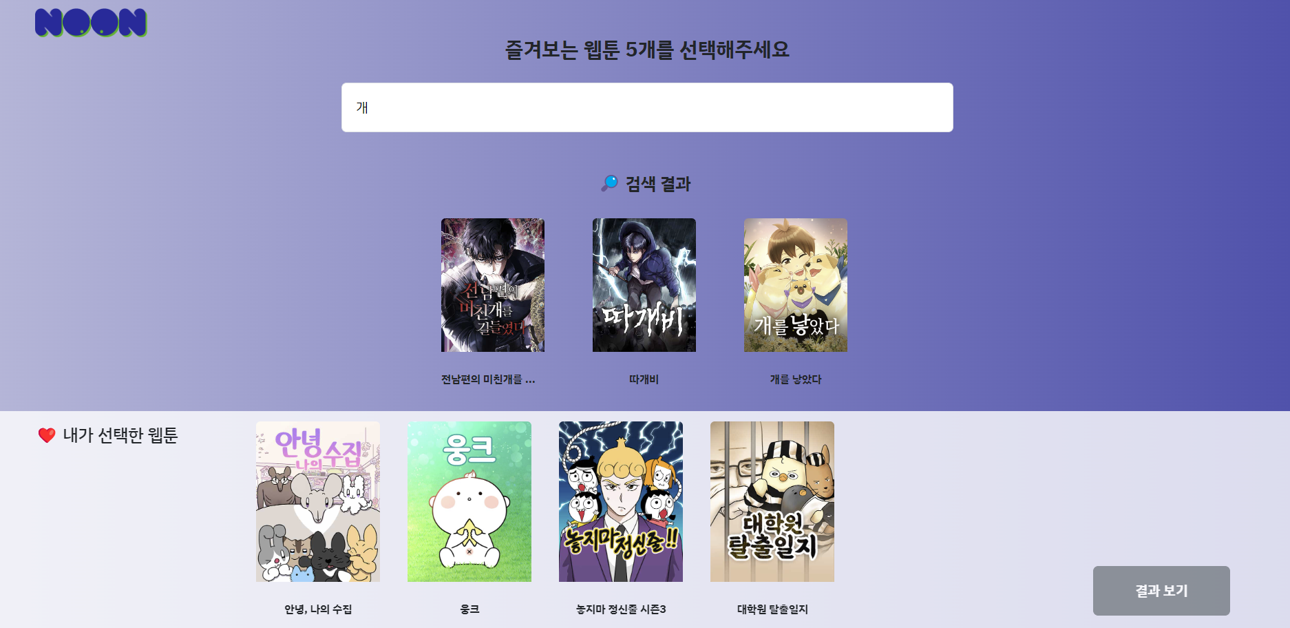 NOON
즐겨보는 웹툰 5개를 선택해주세요
개
🔎 검색 결과
전남편의
미친개를
길들였다
따개비
개를 낳았다
전남편의 미친개를 ...
따개비
개를 낳았다
❤️ 내가 선택한 웹툰
안녕
나의 수집
웅크
놓지마 정신줄!!
대학원
탈출일지
안녕, 나의 수집
웅크
놓지마 정신줄 시즌3
대학원 탈출일지
결과 보기